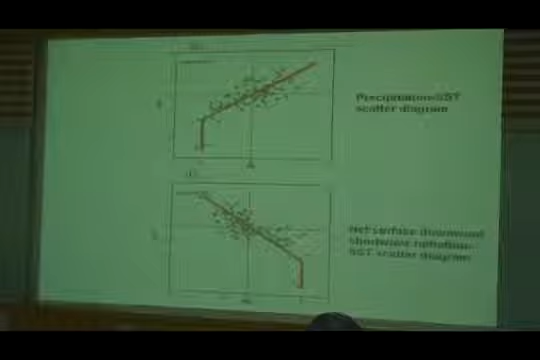 Precipitation-SST
scatter diagram
Net surface downward
shortwave radiation-
SST scatter diagram